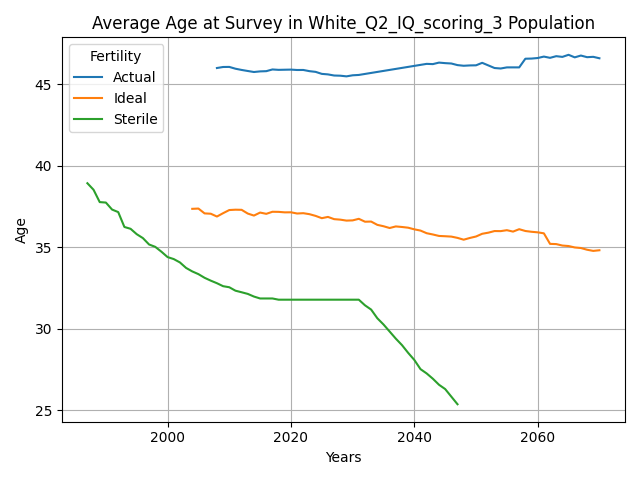 Average Age at Survey in White_Q2_IQ_scoring_3 Population
Fertility
Actual
Ideal
Sterile
Age
45
40
35
30
25
2000
2020
2040
2060
Years